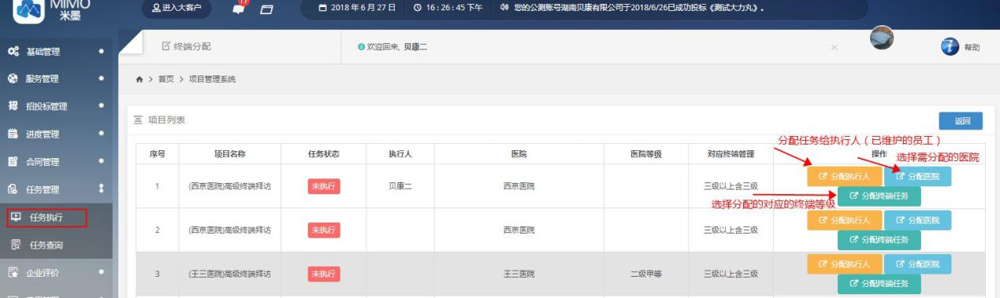 MIMO
米墨
进入大客户
17
2018 年 6 月 27 日
16 : 26 : 45 下午
您的公测账号湖南贝康有限公司于2018/6/26已成功投标《测试大力丸》。
终端分配
欢迎回来, 贝康二
×
帮助
首页 > 项目管理系统
基础管理
服务管理
招投标管理
进度管理
合同管理
任务管理
任务执行
任务查询
企业评价
项目列表
返回
分配任务给执行人（已维护的员工）
选择需分配的医院
选择分配的对应的终端等级
序号 项目名称 任务状态 执行人 医院 医院等级 对应终端管理 操作
1 (西京医院)高级终端拜访 未执行 贝康二 西京医院 三级以上含三级 分配执行人 分配医院
分配终端任务
2 (西京医院)高级终端拜访 未执行 西京医院 三级以上含三级 分配执行人 分配医院
分配终端任务
3 (王三医院)高级终端拜访 未执行 王三医院 二级甲等 三级以上含三级 分配执行人 分配医院
分配终端任务